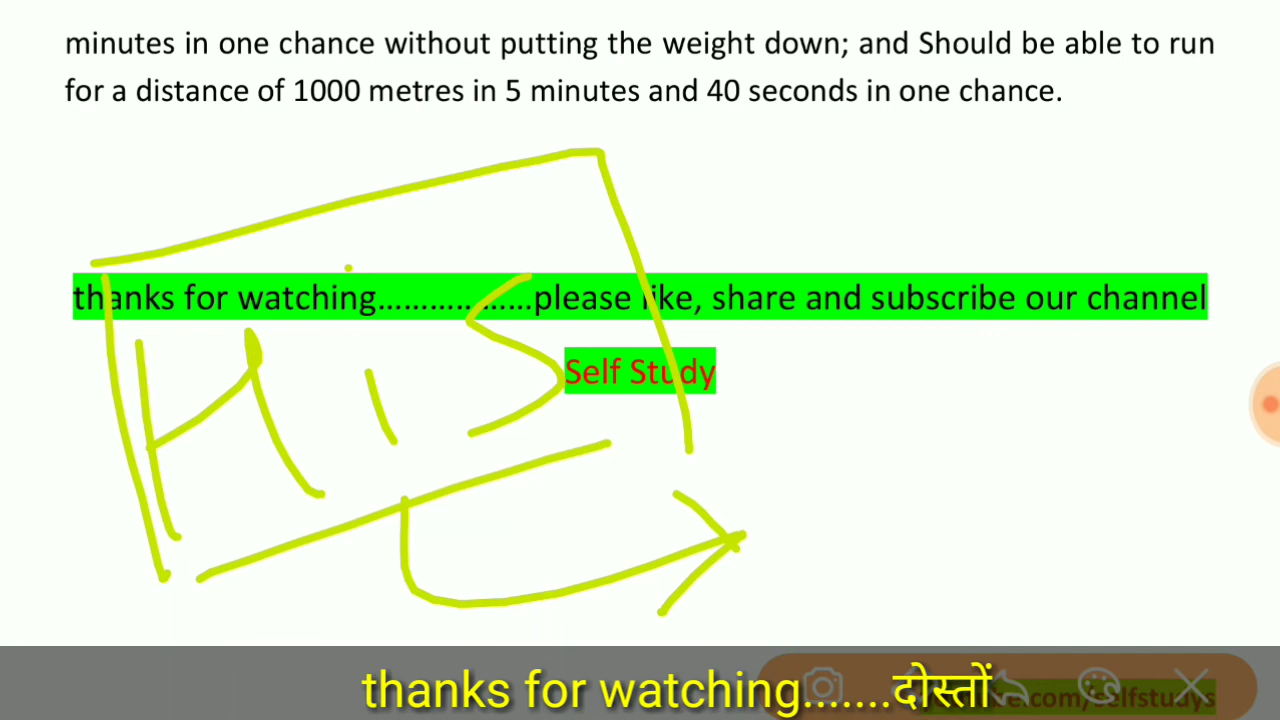 minutes in one chance without putting the weight down; and Should be able to run
for a distance of 1000 metres in 5 minutes and 40 seconds in one chance.
thanks for watching..................please like, share and subscribe our channel
Self Study
HiS
thanks for watching.......दोस्तों